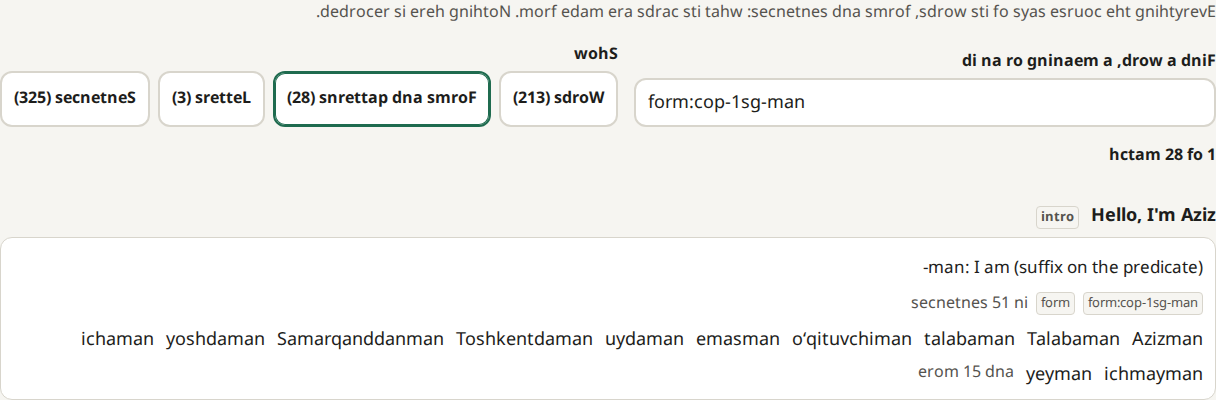 .dedrocer si ereh gnihtoN .morf edam era sdrac sti tahw :secnetnes dna smrof ,sdrow sti fo syas ecruos eht gnihtyrevE
di na ro gninaem a ,drow a dniF
form:cop-1sg-man
wohS
(213) sdroW
(28) snrettap dna smroF
(3) sretteL
(325) secnetneS
hctam 28 fo 1
Hello, I'm Aziz intro
-man: I am (suffix on the predicate)
secnetnes 51 ni form form:cop-1sg-man
ichaman yoshdaman Samarqanddanman Toshkentdaman uydaman emasman oʻqituvchiman talabaman Talabaman Azizman
erom 15 dna yeyman ichmayman